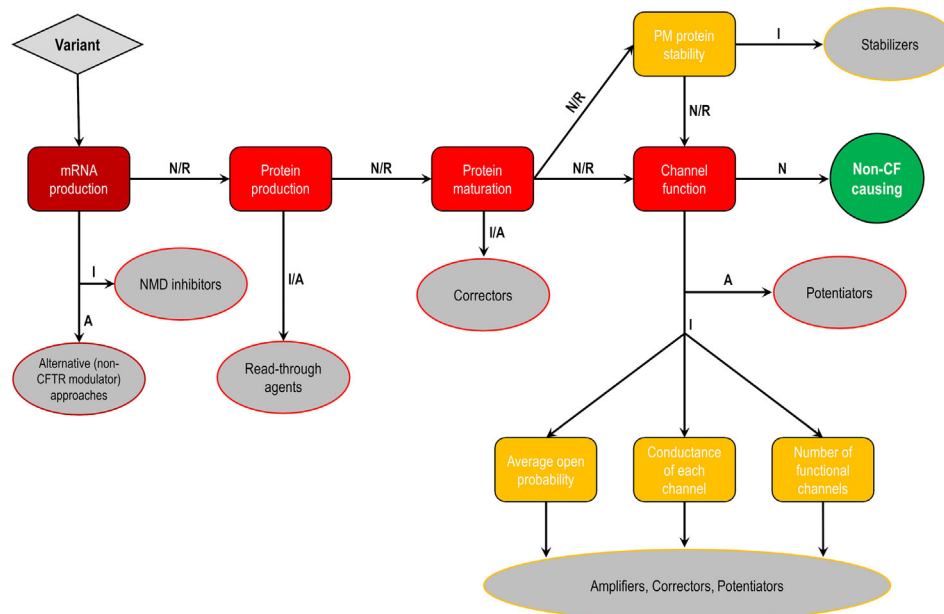 Variant
PM protein
stability
I
Stabilizers
N/R
N/R
mRNA
production
N/R
Protein
production
N/R
Protein
maturation
N/R
Channel
function
N
Non-CF
causing
I
NMD inhibitors
A
Alternative (non-
CFTR modulator)
approaches
I/A
Read-through
agents
I/A
Correctors
A
Potentiators
I
Average open
probability
Conductance
of each
channel
Number of
functional
channels
Amplifiers, Correctors, Potentiators